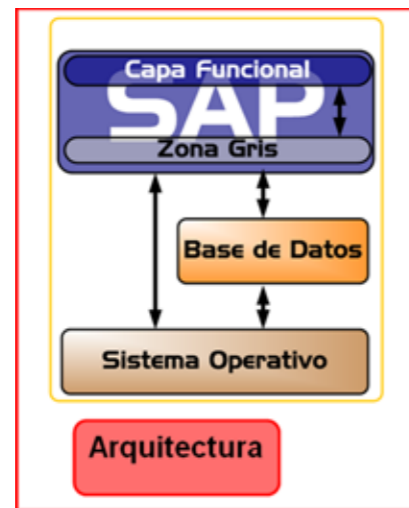 Capa Funcional
SAP
Zona Gris
Base de Datos
Sistema Operativo
Arquitectura